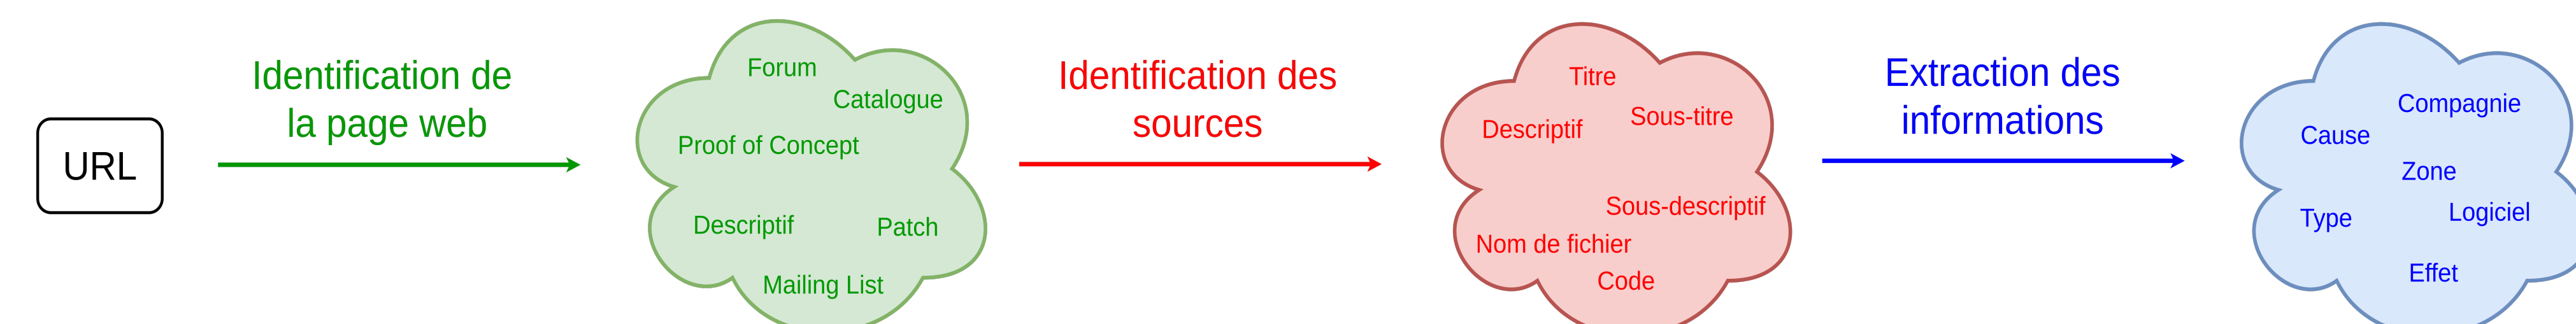 URL
Identification de
la page web
Forum
Catalogue
Proof of Concept
Descriptif
Patch
Mailing List
Identification des
sources
Titre
Sous-titre
Descriptif
Sous-descriptif
Nom de fichier
Code
Extraction des
informations
Compagnie
Cause
Zone
Logiciel
Type
Effet